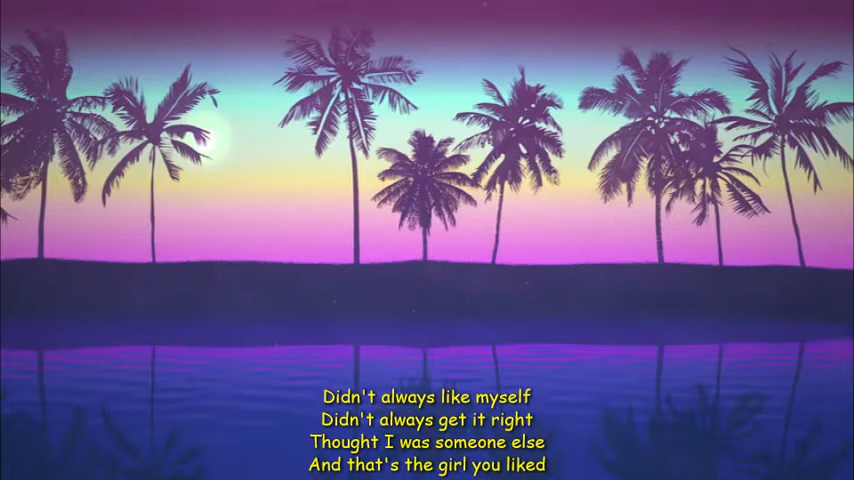 Didn't always like myself
Didn't always get it right
Thought I was someone else
And that's the girl you liked